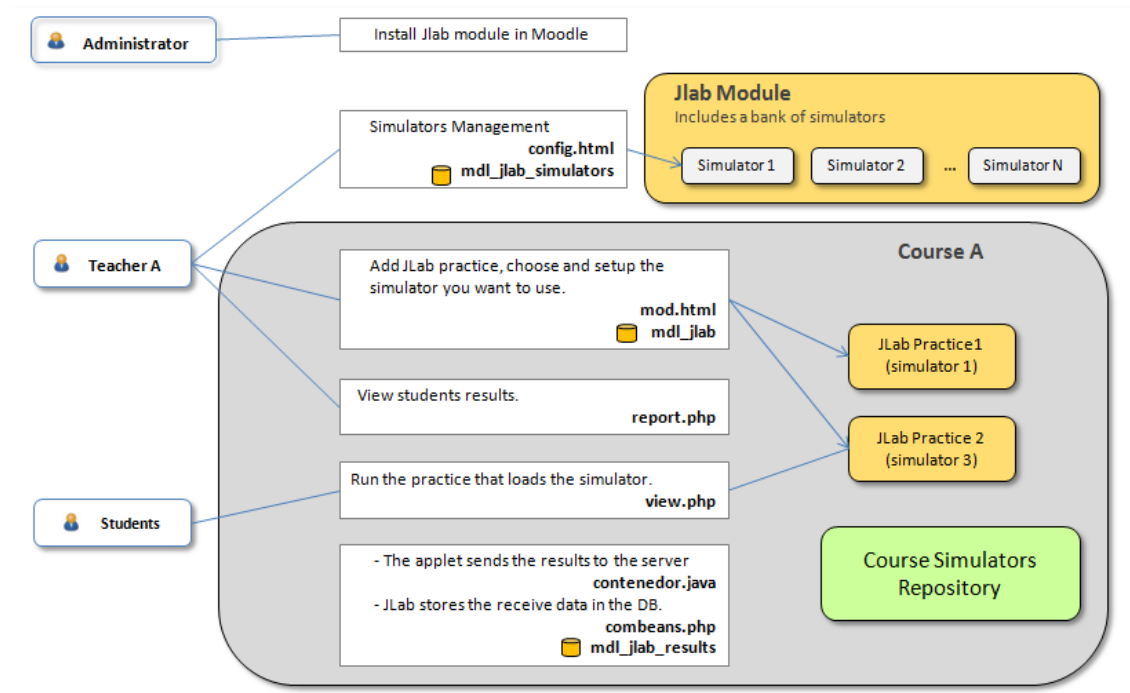 Administrator
Install Jlab module in Moodle
Jlab Module
Includes a bank of simulators
Simulator 1
Simulator 2
...
Simulator N
Simulators Management
config.html
mdl_jlab_simulators
Teacher A
Course A
Add JLab practice, choose and setup the
simulator you want to use.
mod.html
mdl_jlab
JLab Practice1
(simulator 1)
View students results.
report.php
JLab Practice 2
(simulator 3)
Run the practice that loads the simulator.
view.php
Students
- The applet sends the results to the server
contenedor.java
- JLab stores the receive data in the DB.
combeans.php
mdl_jlab_results
Course Simulators
Repository